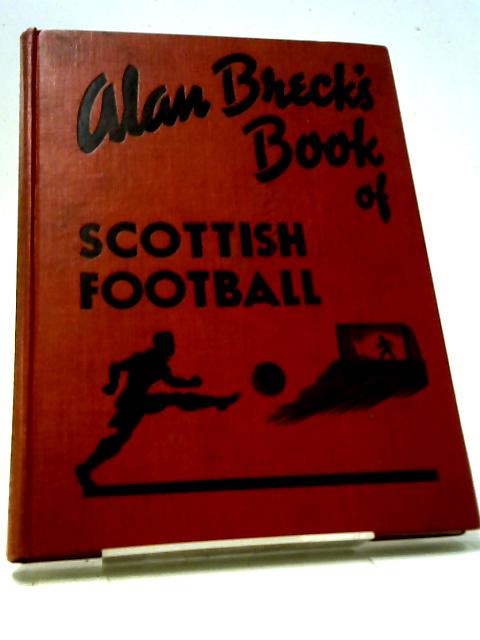 Alan Breck's
Book
of
SCOTTISH
FOOTBALL